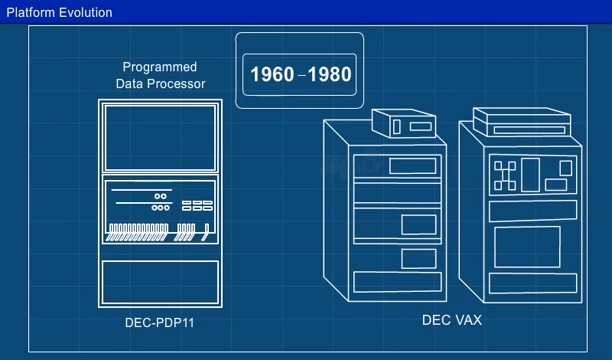 Platform Evolution
1960–1980
Programmed
Data Processor
DEC-PDP11
DEC VAX